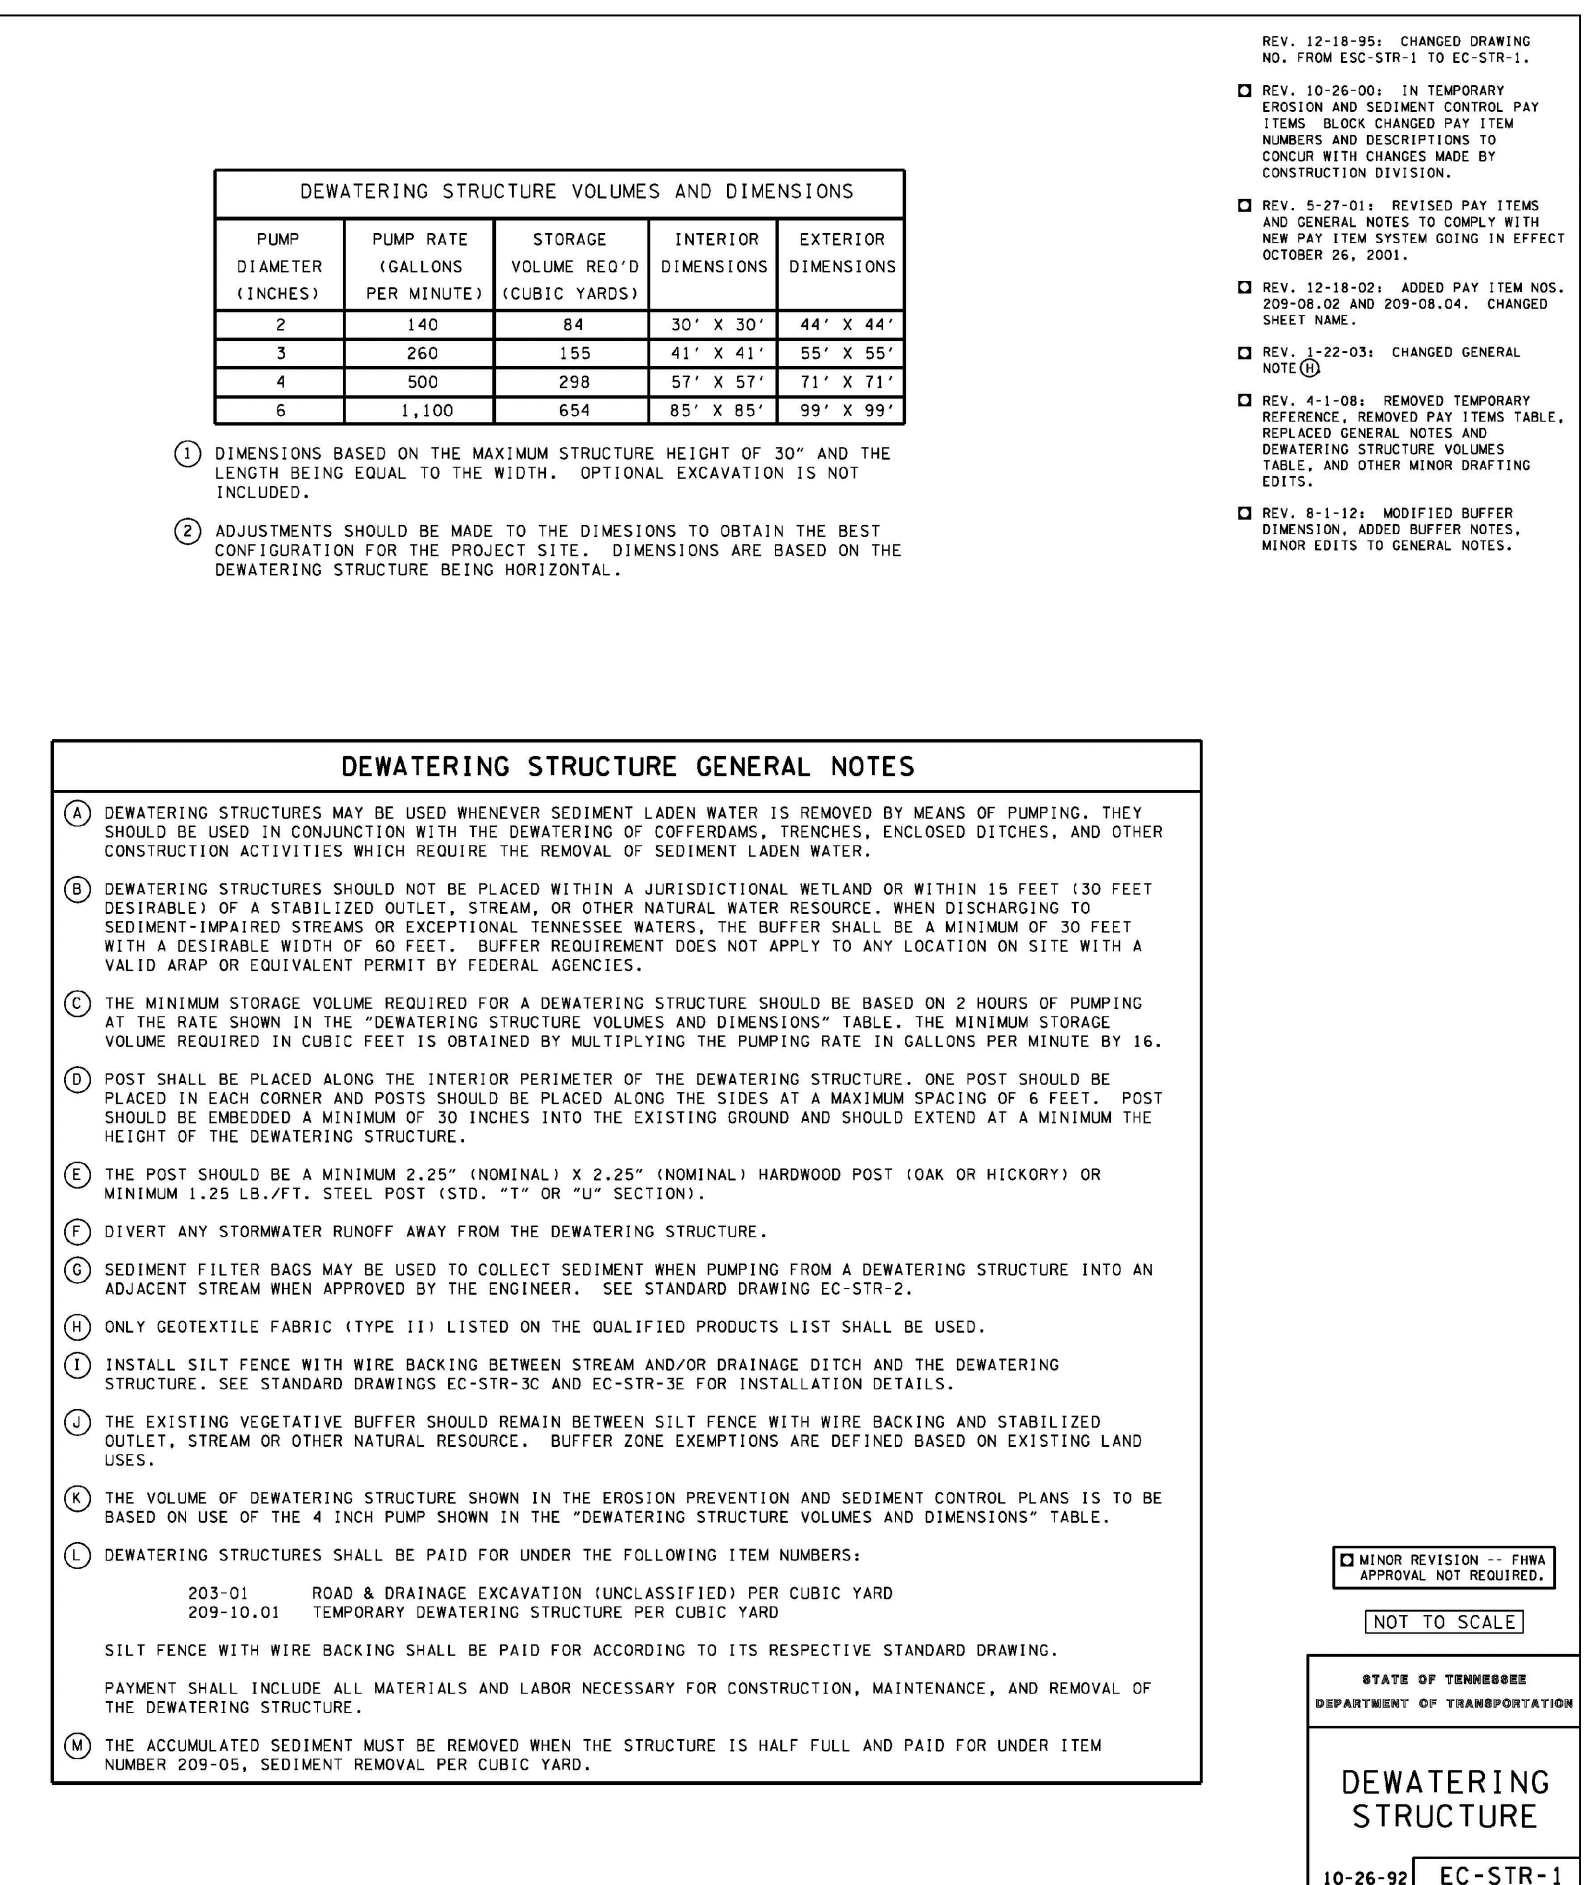 REV. 12-18-95: CHANGED DRAWING
NO. FROM ESC-STR-1 TO EC-STR-1.
REV. 10-26-00: IN TEMPORARY
EROSION AND SEDIMENT CONTROL PAY
ITEMS BLOCK CHANGED PAY ITEM
NUMBERS AND DESCRIPTIONS TO
CONCUR WITH CHANGES MADE BY
CONSTRUCTION DIVISION.
REV. 5-27-01: REVISED PAY ITEMS
AND GENERAL NOTES TO COMPLY WITH
NEW PAY ITEM SYSTEM GOING IN EFFECT
OCTOBER 26, 2001.
REV. 12-18-02: ADDED PAY ITEM NOS.
209-08.02 AND 209-08.04. CHANGED
SHEET NAME.
REV. 1-22-03: CHANGED GENERAL
NOTE (H).
REV. 4-1-08: REMOVED TEMPORARY
REFERENCE, REMOVED PAY ITEMS TABLE,
REPLACED GENERAL NOTES AND
DEWATERING STRUCTURE VOLUMES
TABLE, AND OTHER MINOR DRAFTING
EDITS.
REV. 8-1-12: MODIFIED BUFFER
DIMENSION, ADDED BUFFER NOTES,
MINOR EDITS TO GENERAL NOTES.
DEWATERING STRUCTURE VOLUMES AND DIMENSIONS
PUMP DIAMETER (INCHES) PUMP RATE (GALLONS PER MINUTE) STORAGE VOLUME REQ'D (CUBIC YARDS) INTERIOR DIMENSIONS EXTERIOR DIMENSIONS
2 140 84 30' X 30' 44' X 44'
3 260 155 41' X 41' 55' X 55'
4 500 298 57' X 57' 71' X 71'
6 1,100 654 85' X 85' 99' X 99'
(1) DIMENSIONS BASED ON THE MAXIMUM STRUCTURE HEIGHT OF 30" AND THE
LENGTH BEING EQUAL TO THE WIDTH. OPTIONAL EXCAVATION IS NOT
INCLUDED.
(2) ADJUSTMENTS SHOULD BE MADE TO THE DIMESIONS TO OBTAIN THE BEST
CONFIGURATION FOR THE PROJECT SITE. DIMENSIONS ARE BASED ON THE
DEWATERING STRUCTURE BEING HORIZONTAL.
DEWATERING STRUCTURE GENERAL NOTES
(A) DEWATERING STRUCTURES MAY BE USED WHENEVER SEDIMENT LADEN WATER IS REMOVED BY MEANS OF PUMPING. THEY
SHOULD BE USED IN CONJUNCTION WITH THE DEWATERING OF COFFERDAMS, TRENCHES, ENCLOSED DITCHES, AND OTHER
CONSTRUCTION ACTIVITIES WHICH REQUIRE THE REMOVAL OF SEDIMENT LADEN WATER.
(B) DEWATERING STRUCTURES SHOULD NOT BE PLACED WITHIN A JURISDICTIONAL WETLAND OR WITHIN 15 FEET (30 FEET
DESIRABLE) OF A STABILIZED OUTLET, STREAM, OR OTHER NATURAL WATER RESOURCE. WHEN DISCHARGING TO
SEDIMENT-IMPAIRED STREAMS OR EXCEPTIONAL TENNESSEE WATERS, THE BUFFER SHALL BE A MINIMUM OF 30 FEET
WITH A DESIRABLE WIDTH OF 60 FEET. BUFFER REQUIREMENT DOES NOT APPLY TO ANY LOCATION ON SITE WITH A
VALID ARAP OR EQUIVALENT PERMIT BY FEDERAL AGENCIES.
(C) THE MINIMUM STORAGE VOLUME REQUIRED FOR A DEWATERING STRUCTURE SHOULD BE BASED ON 2 HOURS OF PUMPING
AT THE RATE SHOWN IN THE "DEWATERING STRUCTURE VOLUMES AND DIMENSIONS" TABLE. THE MINIMUM STORAGE
VOLUME REQUIRED IN CUBIC FEET IS OBTAINED BY MULTIPLYING THE PUMPING RATE IN GALLONS PER MINUTE BY 16.
(D) POST SHALL BE PLACED ALONG THE INTERIOR PERIMETER OF THE DEWATERING STRUCTURE. ONE POST SHOULD BE
PLACED IN EACH CORNER AND POSTS SHOULD BE PLACED ALONG THE SIDES AT A MAXIMUM SPACING OF 6 FEET. POST
SHOULD BE EMBEDDED A MINIMUM OF 30 INCHES INTO THE EXISTING GROUND AND SHOULD EXTEND AT A MINIMUM THE
HEIGHT OF THE DEWATERING STRUCTURE.
(E) THE POST SHOULD BE A MINIMUM 2.25" (NOMINAL) X 2.25" (NOMINAL) HARDWOOD POST (OAK OR HICKORY) OR
MINIMUM 1.25 LB./FT. STEEL POST (STD. "T" OR "U" SECTION).
(F) DIVERT ANY STORMWATER RUNOFF AWAY FROM THE DEWATERING STRUCTURE.
(G) SEDIMENT FILTER BAGS MAY BE USED TO COLLECT SEDIMENT WHEN PUMPING FROM A DEWATERING STRUCTURE INTO AN
ADJACENT STREAM WHEN APPROVED BY THE ENGINEER. SEE STANDARD DRAWING EC-STR-2.
(H) ONLY GEOTEXTILE FABRIC (TYPE II) LISTED ON THE QUALIFIED PRODUCTS LIST SHALL BE USED.
(I) INSTALL SILT FENCE WITH WIRE BACKING BETWEEN STREAM AND/OR DRAINAGE DITCH AND THE DEWATERING
STRUCTURE. SEE STANDARD DRAWINGS EC-STR-3C AND EC-STR-3E FOR INSTALLATION DETAILS.
(J) THE EXISTING VEGETATIVE BUFFER SHOULD REMAIN BETWEEN SILT FENCE WITH WIRE BACKING AND STABILIZED
OUTLET, STREAM OR OTHER NATURAL RESOURCE. BUFFER ZONE EXEMPTIONS ARE DEFINED BASED ON EXISTING LAND
USES.
(K) THE VOLUME OF DEWATERING STRUCTURE SHOWN IN THE EROSION PREVENTION AND SEDIMENT CONTROL PLANS IS TO BE
BASED ON USE OF THE 4 INCH PUMP SHOWN IN THE "DEWATERING STRUCTURE VOLUMES AND DIMENSIONS" TABLE.
(L) DEWATERING STRUCTURES SHALL BE PAID FOR UNDER THE FOLLOWING ITEM NUMBERS:
203-01 ROAD & DRAINAGE EXCAVATION (UNCLASSIFIED) PER CUBIC YARD
209-10.01 TEMPORARY DEWATERING STRUCTURE PER CUBIC YARD
SILT FENCE WITH WIRE BACKING SHALL BE PAID FOR ACCORDING TO ITS RESPECTIVE STANDARD DRAWING.
PAYMENT SHALL INCLUDE ALL MATERIALS AND LABOR NECESSARY FOR CONSTRUCTION, MAINTENANCE, AND REMOVAL OF
THE DEWATERING STRUCTURE.
(M) THE ACCUMULATED SEDIMENT MUST BE REMOVED WHEN THE STRUCTURE IS HALF FULL AND PAID FOR UNDER ITEM
NUMBER 209-05, SEDIMENT REMOVAL PER CUBIC YARD.
MINOR REVISION -- FHWA
APPROVAL NOT REQUIRED.
NOT TO SCALE
STATE OF TENNESSEE
DEPARTMENT OF TRANSPORTATION
DEWATERING
STRUCTURE
10-26-92 EC-STR-1